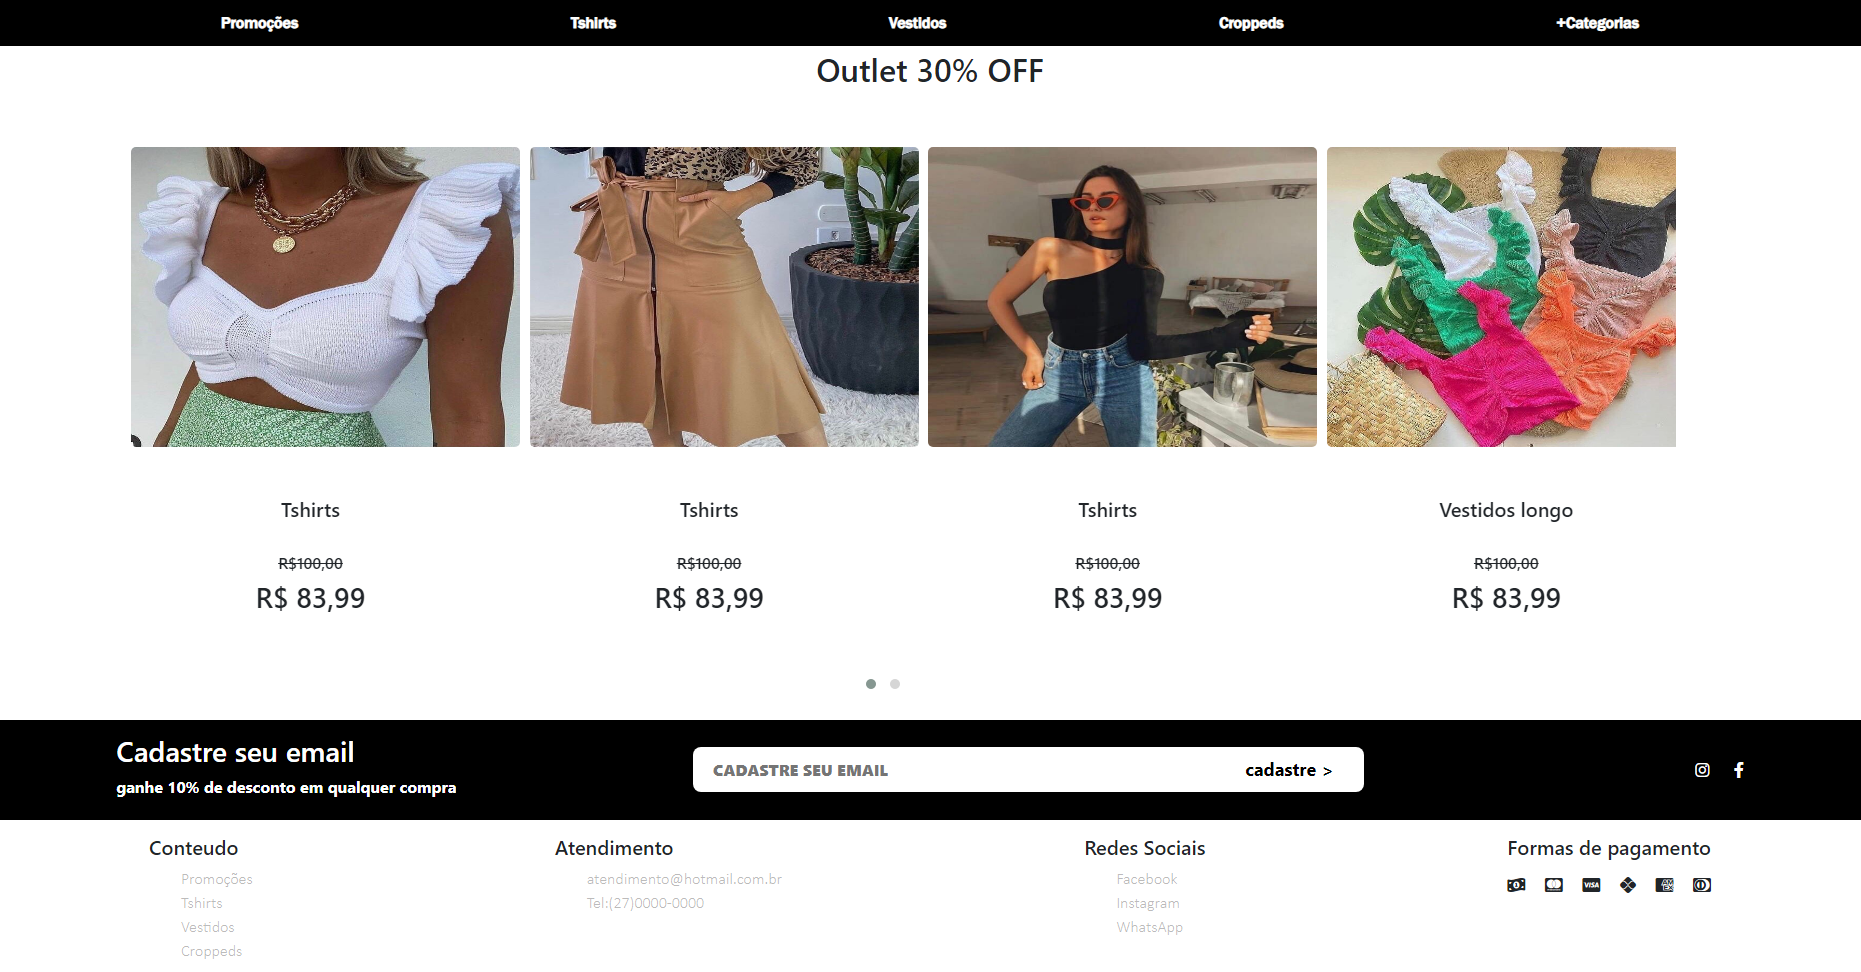 Promoções Tshirts Vestidos Croppeds +Categorias
Outlet 30% OFF
Tshirts Tshirts Tshirts Vestidos longo
R$100,00 R$100,00 R$100,00 R$100,00
R$ 83,99 R$ 83,99 R$ 83,99 R$ 83,99
Cadastre seu email
ganhe 10% de desconto em qualquer compra
CADASTRE SEU EMAIL cadastre >
Conteudo
Promoções
Tshirts
Vestidos
Croppeds
Atendimento
atendimento@hotmail.com.br
Tel:(27)0000-0000
Redes Sociais
Facebook
Instagram
WhatsApp
Formas de pagamento
VISA
AMEX